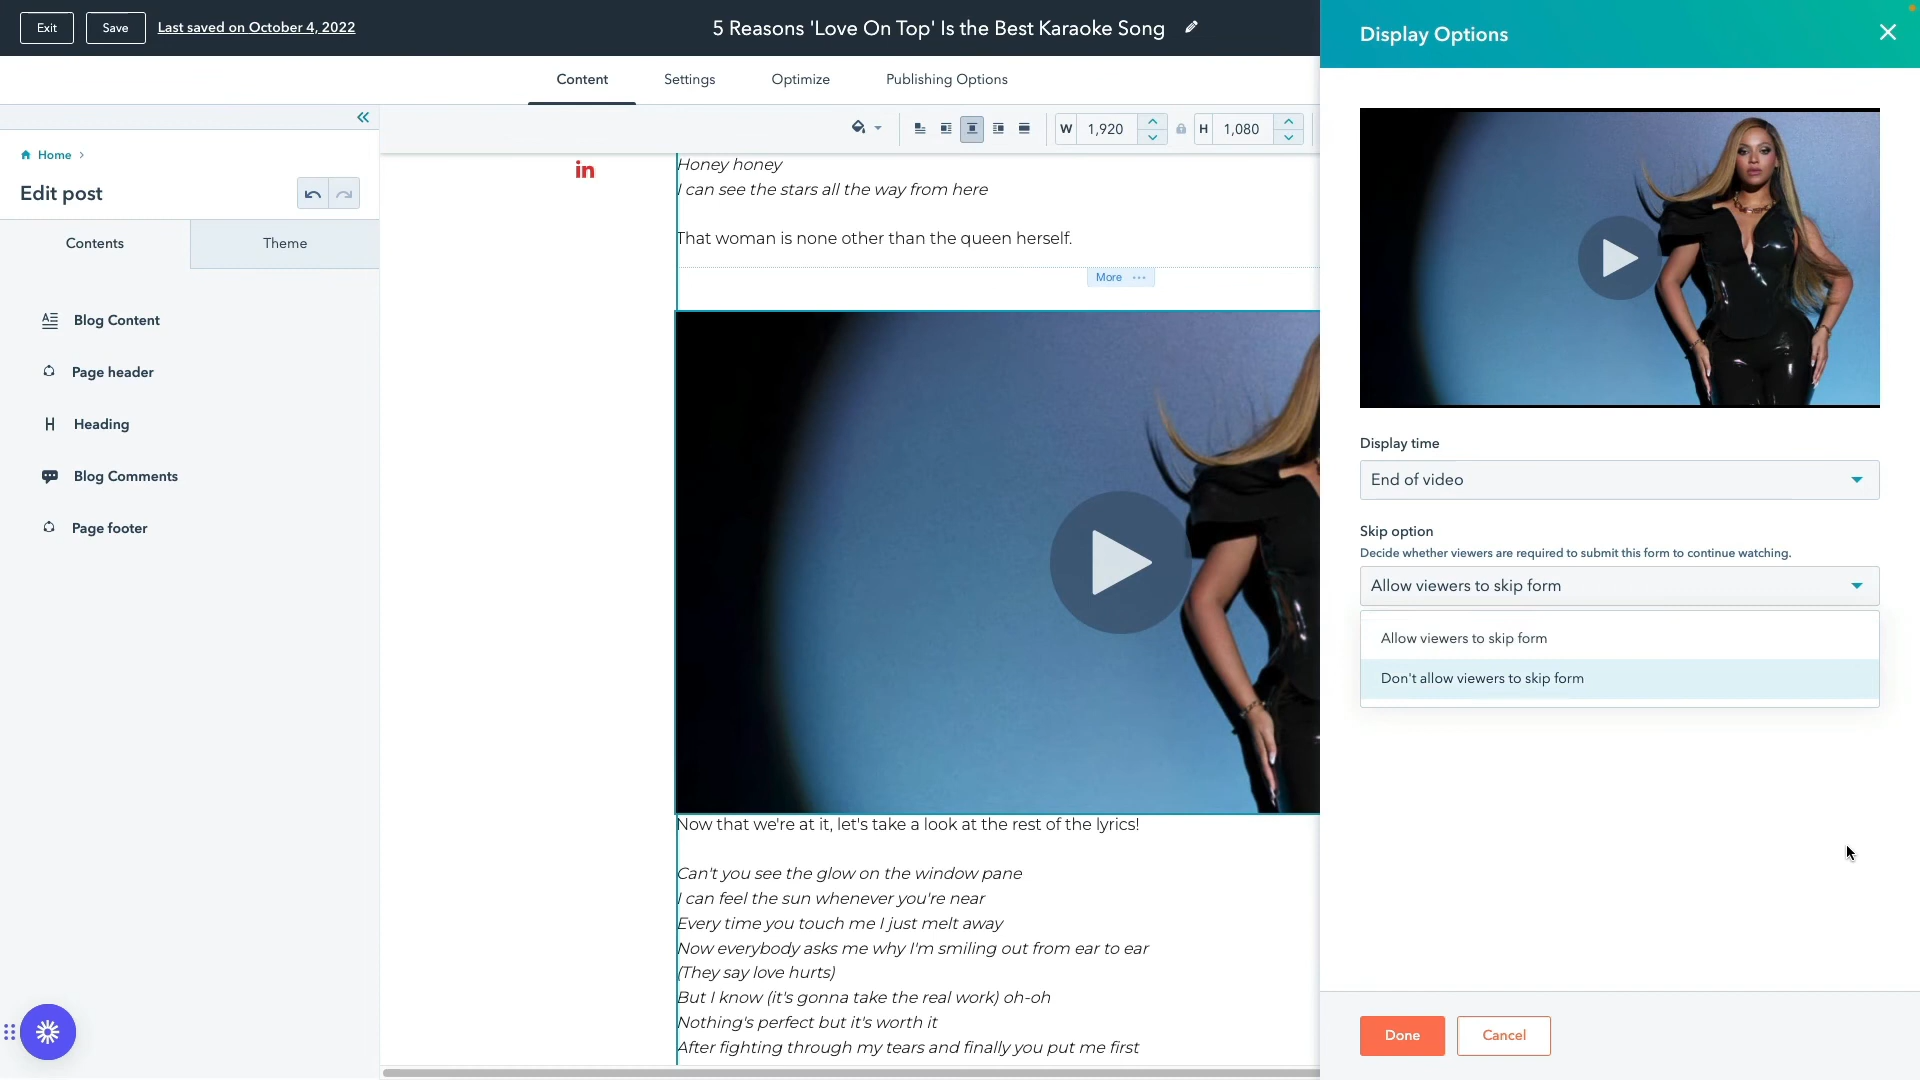 Exit
Save
Last saved on October 4, 2022
5 Reasons 'Love On Top' Is the Best Karaoke Song
Content
Settings
Optimize
Publishing Options
Home
Edit post
Contents
Theme
Blog Content
Page header
H Heading
Blog Comments
Page footer
W 1,920
H 1,080
in
Honey honey
I can see the stars all the way from here
That woman is none other than the queen herself.
More
Now that we're at it, let's take a look at the rest of the lyrics!
Can't you see the glow on the window pane
I can feel the sun whenever you're near
Every time you touch me I just melt away
Now everybody asks me why I'm smiling out from ear to ear
(They say love hurts)
But I know (it's gonna take the real work) oh-oh
Nothing's perfect but it's worth it
After fighting through my tears and finally you put me first
Display Options
Display time
End of video
Skip option
Decide whether viewers are required to submit this form to continue watching.
Allow viewers to skip form
Allow viewers to skip form
Don't allow viewers to skip form
Done
Cancel